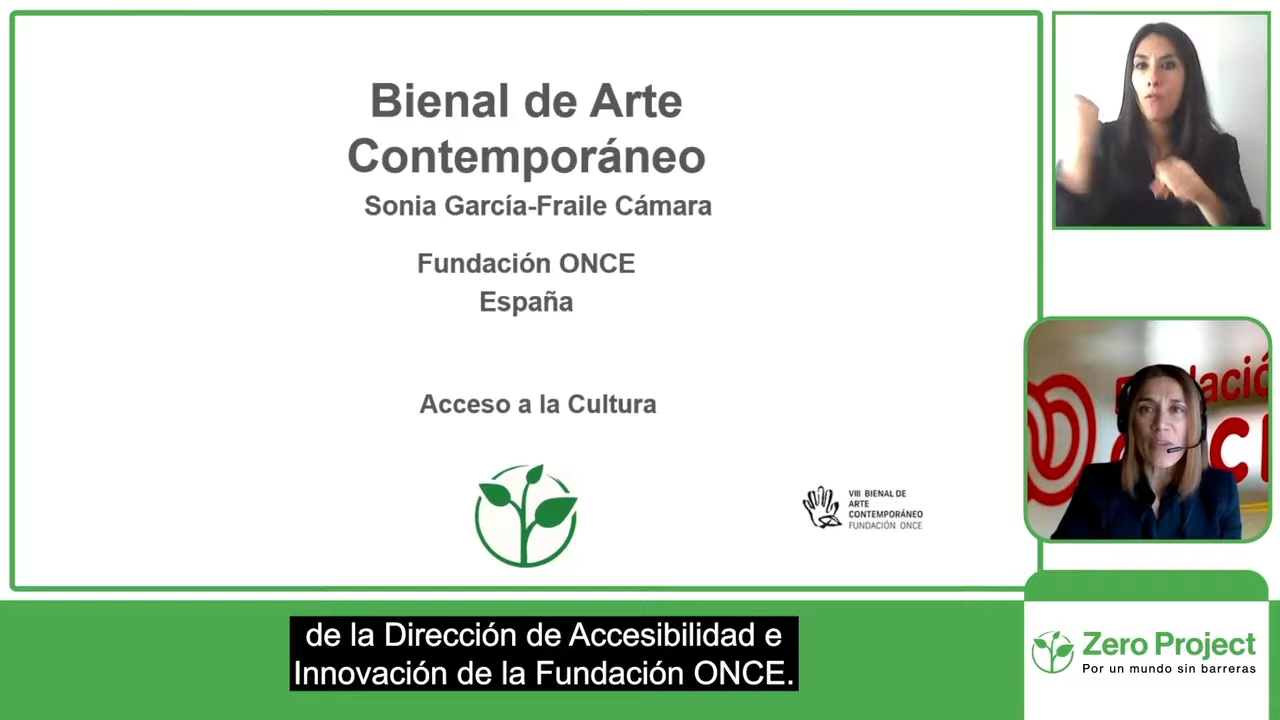 Bienal de Arte
Contemporáneo
Sonia García-Fraile Cámara
Fundación ONCE
España
Acceso a la Cultura
VIII BIENAL DE
ARTE
CONTEMPORÁNEO
FUNDACIÓN ONCE
de la Dirección de Accesibilidad e
Innovación de la Fundación ONCE.
Zero Project
Por un mundo sin barreras